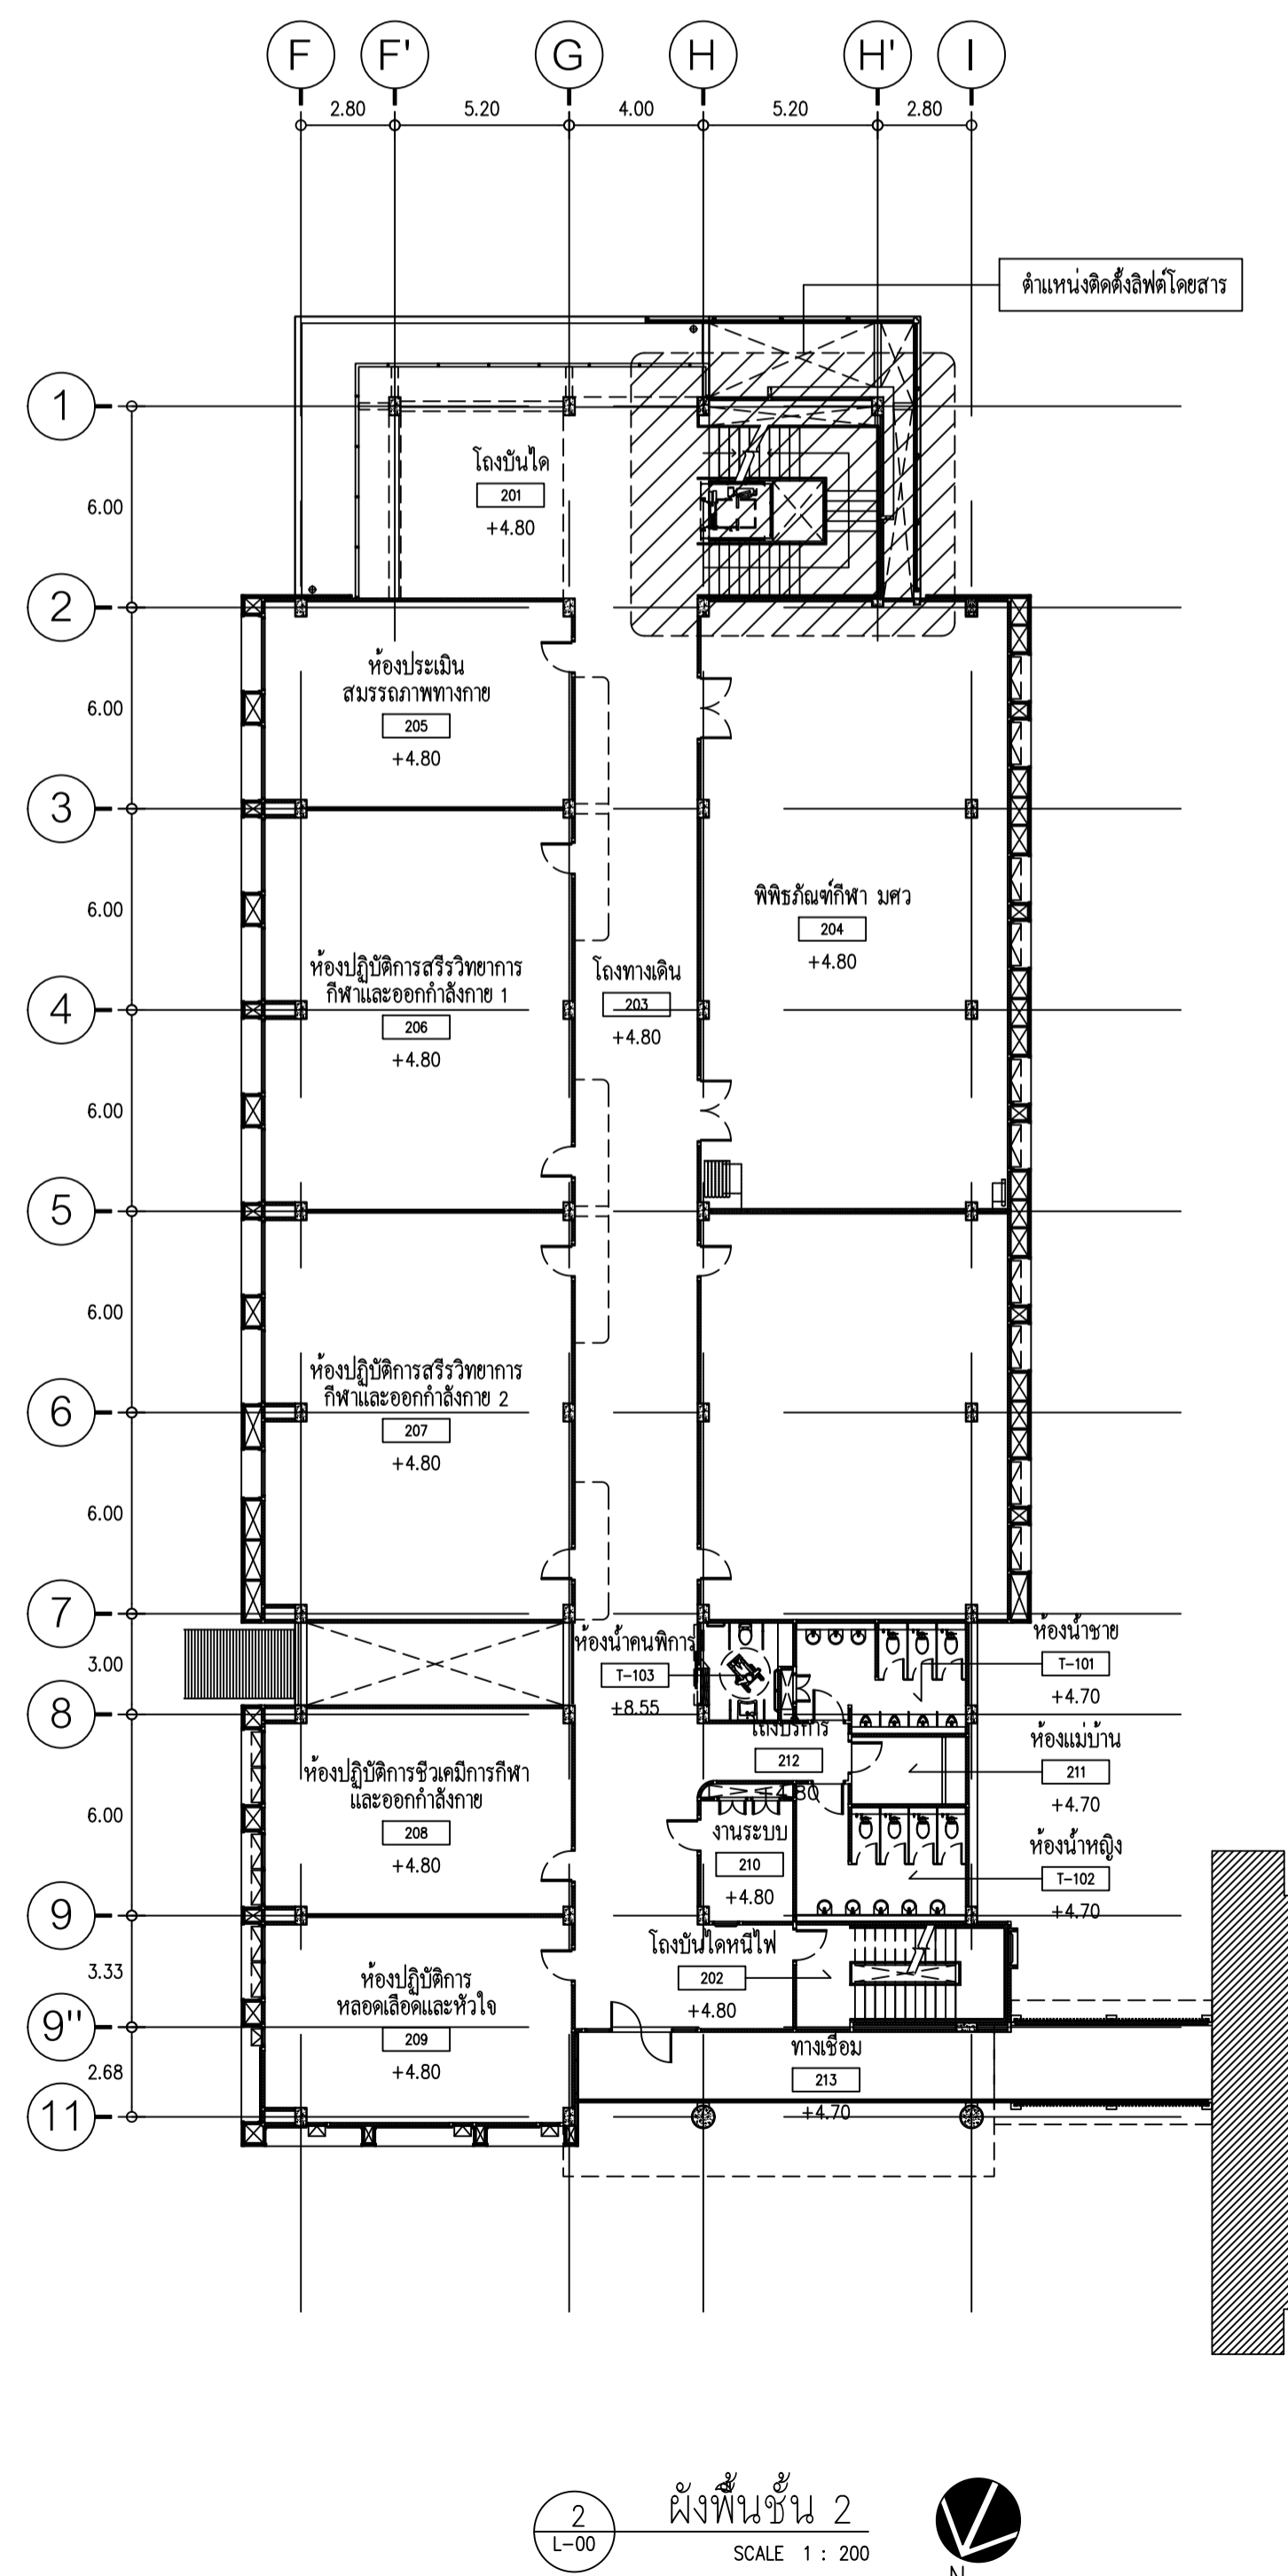 F F' G H H' I
2.80 5.20 4.00 5.20 2.80
ตำแหน่งติดตั้งลิฟต์โดยสาร
1
โถงบันได
201
+4.80
6.00
2
ห้องประเมิน
สมรรถภาพทางกาย
205
+4.80
6.00
3
พิพิธภัณฑ์กีฬา มศว
204
+4.80
6.00
ห้องปฏิบัติการสรีรวิทยาการ
กีฬาและออกกำลังกาย 1
206
+4.80
โถงทางเดิน
203
+4.80
4
6.00
5
6.00
ห้องปฏิบัติการสรีรวิทยาการ
กีฬาและออกกำลังกาย 2
207
+4.80
6
6.00
7
ห้องน้ำคนพิการ
T-103
+8.55
ห้องน้ำชาย
T-101
+4.70
3.00
8
โถงบริการ
212
+4.80
ห้องแม่บ้าน
211
+4.70
ห้องปฏิบัติการชีวเคมีการกีฬา
และออกกำลังกาย
208
+4.80
6.00
งานระบบ
210
+4.80
ห้องน้ำหญิง
T-102
+4.70
9
โถงบันไดหนีไฟ
202
+4.80
3.33
ห้องปฏิบัติการ
หลอดเลือดและหัวใจ
209
+4.80
9"
2.68
ทางเชื่อม
213
+4.70
11
2
L-00
ผังพื้นชั้น 2
SCALE 1 : 200
N